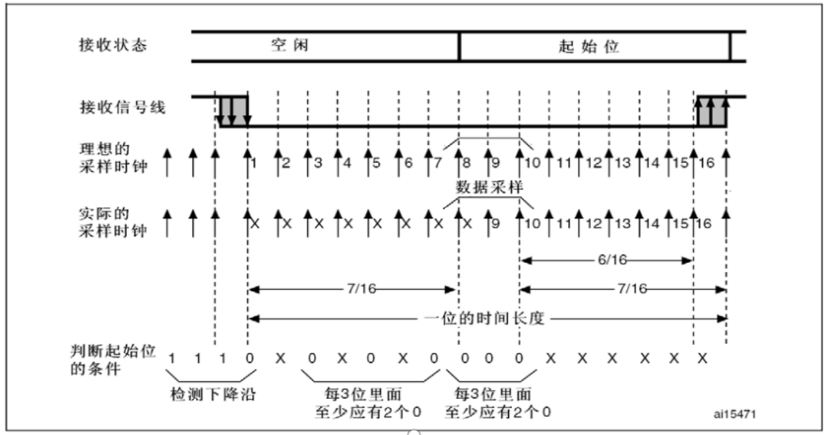 接收状态 空闲 起始位
接收信号线
理想的
采样时钟
1 2 3 4 5 6 7 8 9 10 11 12 13 14 15 16
数据采样
实际的
采样时钟
X X X X X X X X 9 10 11 12 13 14 15 16
6/16
7/16 7/16
一位的时间长度
判断起始位
的条件
1 1 1 0 X 0 X 0 X 0 0 0 0 X X X X X X
检测下降沿
每3位里面
至少应有2个0
每3位里面
至少应有2个0
ai15471